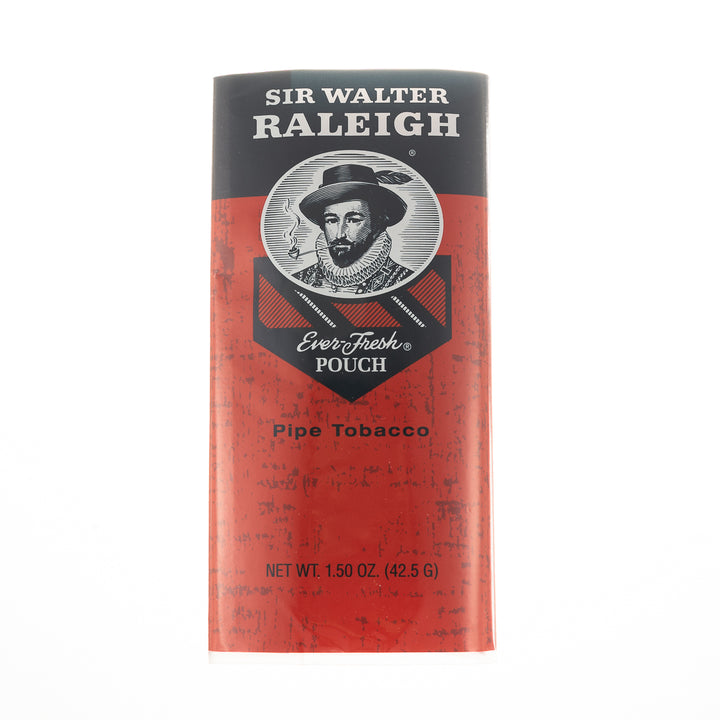 SIR WALTER
RALEIGH
®
Ever-Fresh®
POUCH
Pipe Tobacco
NET WT. 1.50 OZ. (42.5 G)